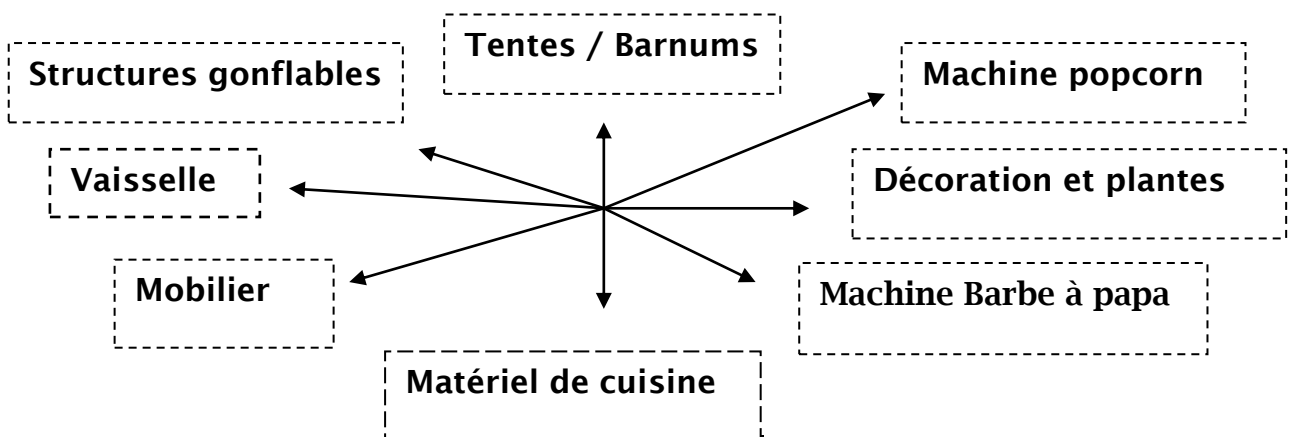 Tentes / Barnums
Structures gonflables
Machine popcorn
Vaisselle
Décoration et plantes
Mobilier
Machine Barbe à papa
Matériel de cuisine